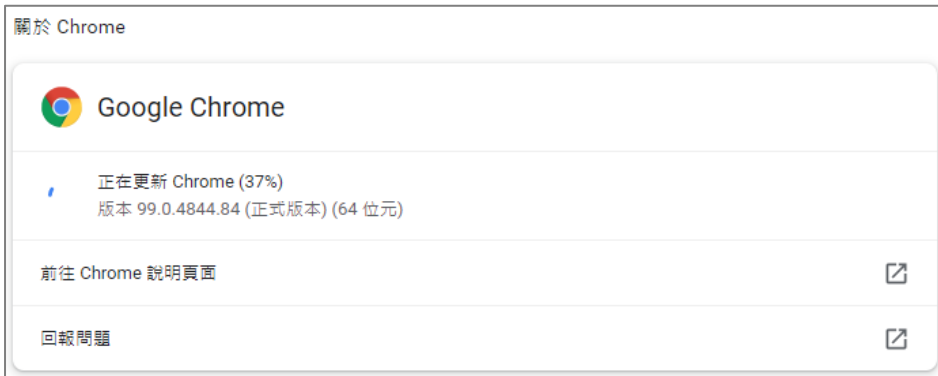 關於 Chrome
Google Chrome
正在更新 Chrome (37%)
版本 99.0.4844.84 (正式版本) (64 位元)
前往 Chrome 說明頁面
回報問題